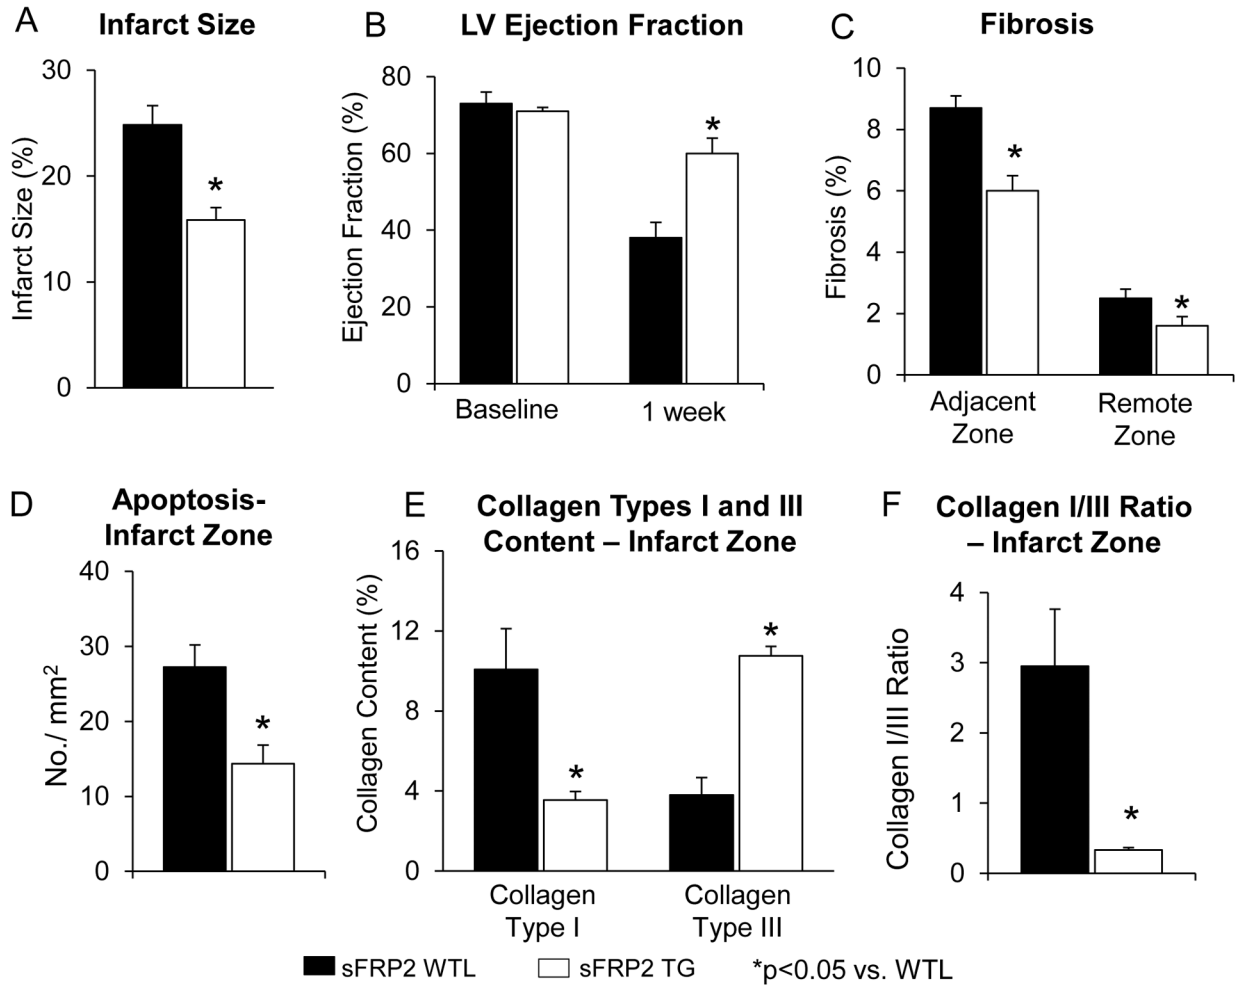 A
Infarct Size
30
20
10
0
Infarct Size (%)
*
B
LV Ejection Fraction
80
60
40
20
0
Ejection Fraction (%)
*
Baseline
1 week
C
Fibrosis
10
8
6
4
2
0
Fibrosis (%)
*
*
Adjacent
Zone
Remote
Zone
D
Apoptosis-
Infarct Zone
40
30
20
10
0
No./ mm²
*
E
Collagen Types I and III
Content – Infarct Zone
16
12
8
4
0
Collagen Content (%)
*
*
Collagen
Type I
Collagen
Type III
F
Collagen I/III Ratio
– Infarct Zone
4
3
2
1
0
Collagen I/III Ratio
*
sFRP2 WTL
sFRP2 TG
*p<0.05 vs. WTL